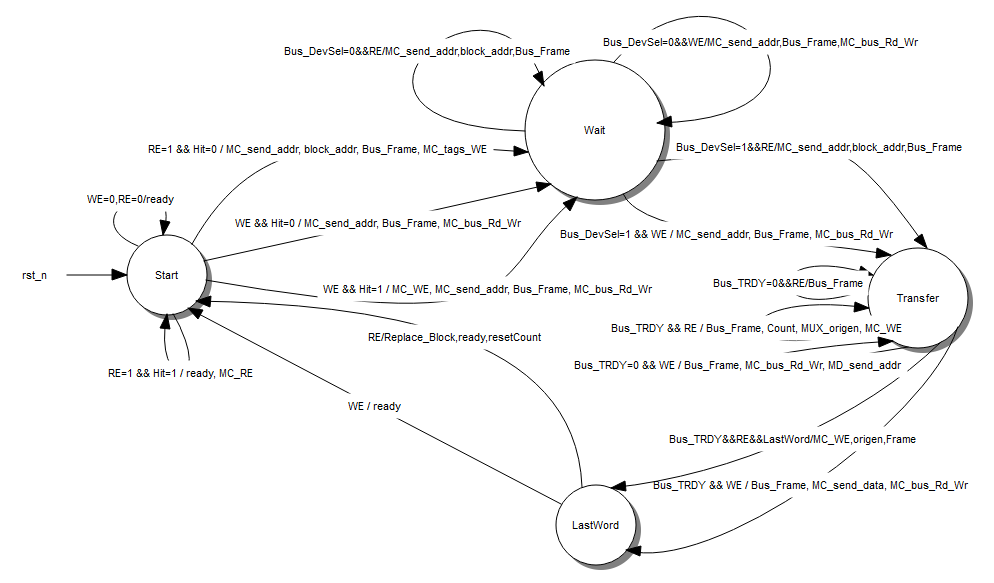 Bus_DevSel=0&&WE/MC_send_addr,Bus_Frame,MC_bus_Rd_Wr
Bus_DevSel=0&&RE/MC_send_addr,block_addr,Bus_Frame
Wait
RE=1 && Hit=0 / MC_send_addr, block_addr, Bus_Frame, MC_tags_WE
Bus_DevSel=1&&RE/MC_send_addr,block_addr,Bus_Frame
WE=0,RE=0/ready
WE && Hit=0 / MC_send_addr, Bus_Frame, MC_bus_Rd_Wr
Bus_DevSel=1 && WE / MC_send_addr, Bus_Frame, MC_bus_Rd_Wr
rst_n
Start
Bus_TRDY=0&&RE/Bus_Frame
WE && Hit=1 / MC_WE, MC_send_addr, Bus_Frame, MC_bus_Rd_Wr
Transfer
Bus_TRDY && RE / Bus_Frame, Count, MUX_origen, MC_WE
RE/Replace_Block,ready,resetCount
Bus_TRDY=0 && WE / Bus_Frame, MC_bus_Rd_Wr, MD_send_addr
RE=1 && Hit=1 / ready, MC_RE
WE / ready
Bus_TRDY&&RE&&LastWord/MC_WE,origen,Frame
Bus_TRDY && WE / Bus_Frame, MC_send_data, MC_bus_Rd_Wr
LastWord